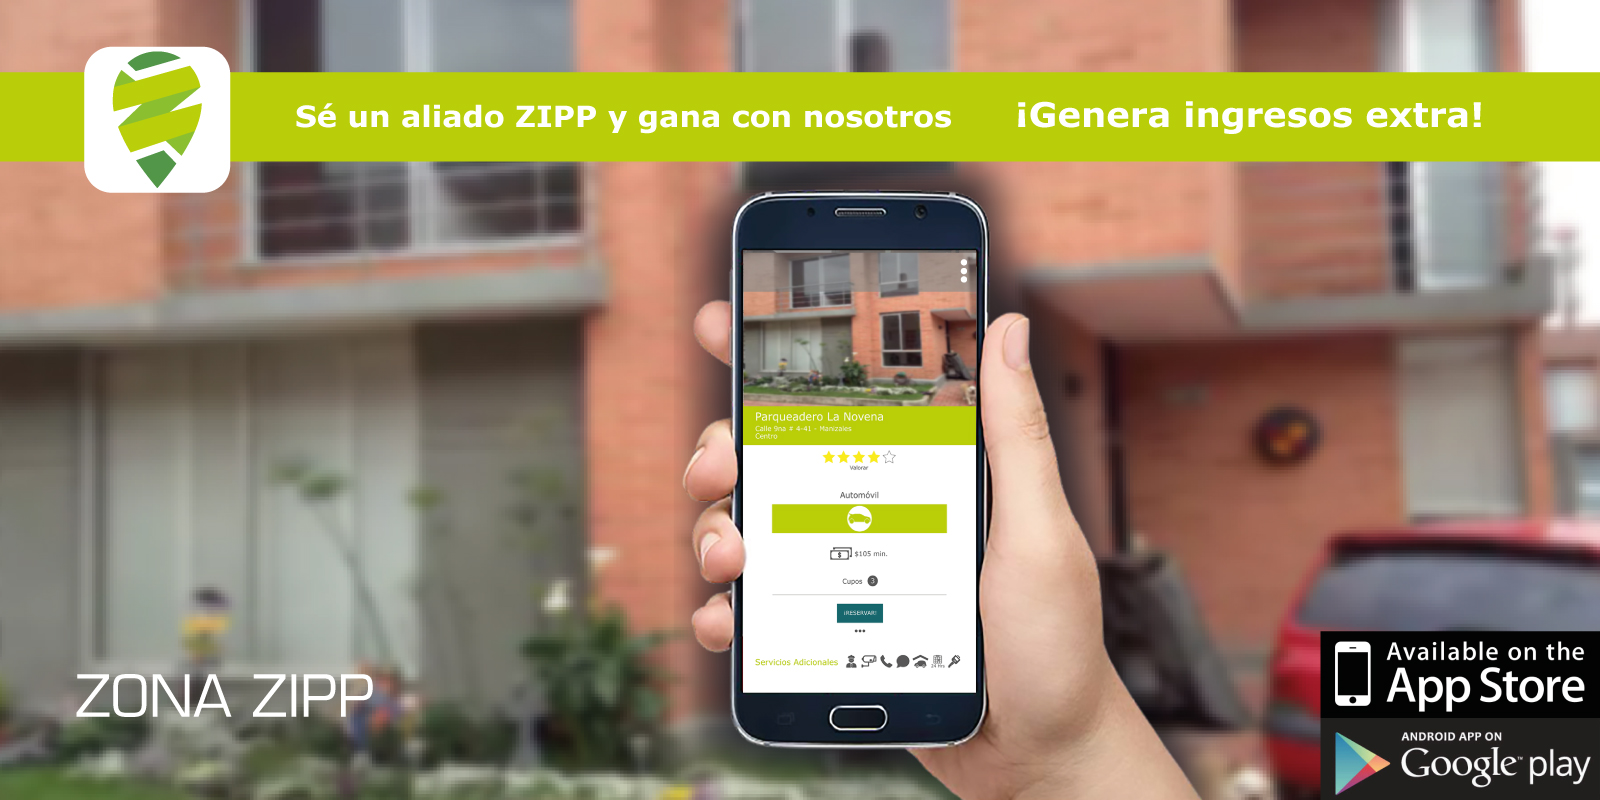 Sé un aliado ZIPP y gana con nosotros
¡Genera ingresos extra!
Parqueadero La Novena
Calle 9na # 4-41 - Manizales
Centro
Valorar
Automóvil
$
$105 min.
Cupos 3
¡RESERVAR!
Servicios Adicionales
24 Hrs
ZONA ZIPP
Available on the
App Store
ANDROID APP ON
Google play